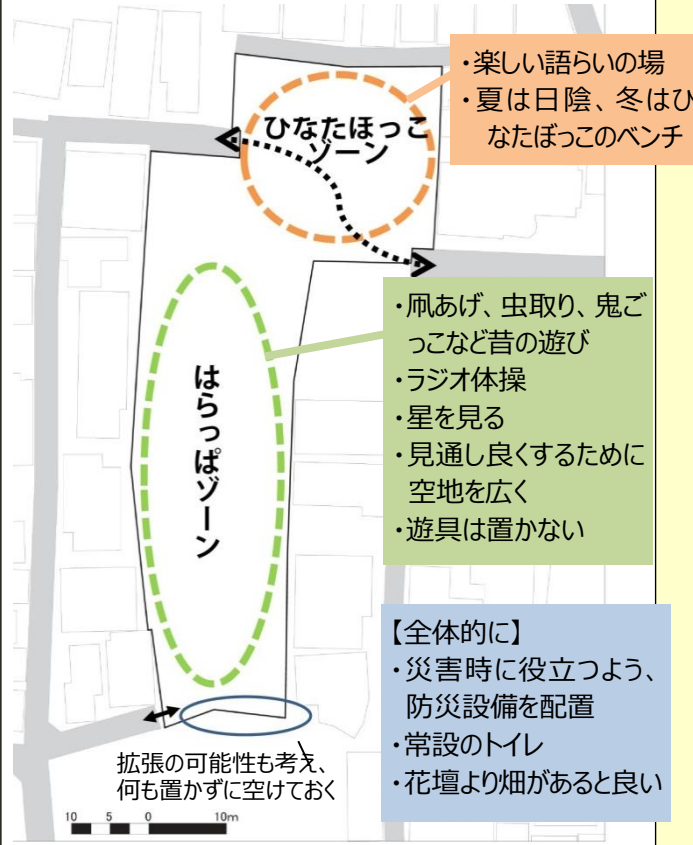 ・楽しい語らいの場
・夏は日陰、冬はひ
なたぼっこのベンチ
ひなたぼっこ
ゾーン
・凧あげ、虫取り、鬼ご
っこなど昔の遊び
・ラジオ体操
・星を見る
・見通し良くするために
空地を広く
・遊具は置かない
はらっぱゾーン
【全体的に】
・災害時に役立つよう、
防災設備を配置
・常設のトイレ
・花壇より畑があると良い
拡張の可能性も考え、
何も置かずに空けておく
10 5 0 10m